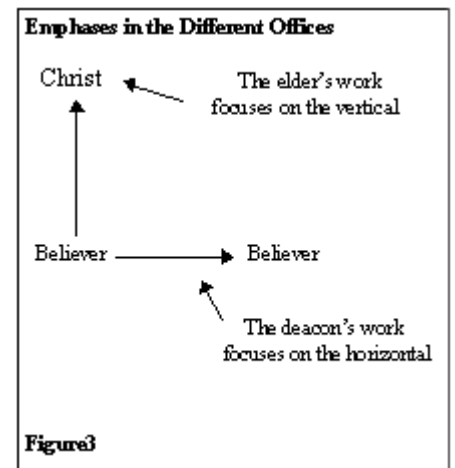 Emphases in the Different Offices
Christ
The elder's work
focuses on the vertical
Believer
Believer
The deacon's work
focuses on the horizontal
Figure3